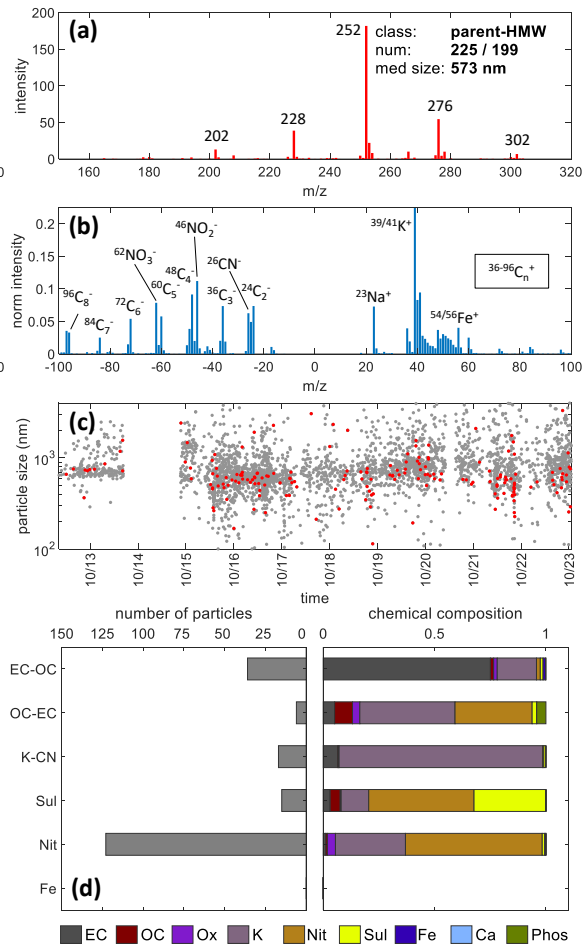 (a)
252
class: parent-HMW
num: 225 / 199
med size: 573 nm
202
228
276
302
intensity
200
150
100
50
0
160 180 200 220 240 260 280 300 320
m/z
0
(b)
norm intensity
0.2
0.15
0.1
0.05
0
⁹⁶C₈⁻
⁸⁴C₇⁻
⁷²C₆⁻
⁶²NO₃⁻
⁶⁰C₅⁻
⁴⁸C₄⁻
⁴⁶NO₂⁻
³⁶C₃⁻
²⁶CN⁻
²⁴C₂⁻
²³Na⁺
³⁹/⁴¹K⁺
⁵⁴/⁵⁶Fe⁺
³⁶⁻⁹⁶Cₙ⁺
-100 -80 -60 -40 -20 0 20 40 60 80 100
m/z
0
(c)
particle size (nm)
10³
10²
10/13 10/14 10/15 10/16 10/17 10/18 10/19 10/20 10/21 10/22 10/23
time
number of particles
chemical composition
150 125 100 75 50 25 0
0 0.5 1
EC-OC
OC-EC
K-CN
Sul
Nit
Fe
(d)
EC OC Ox K Nit Sul Fe Ca Phos